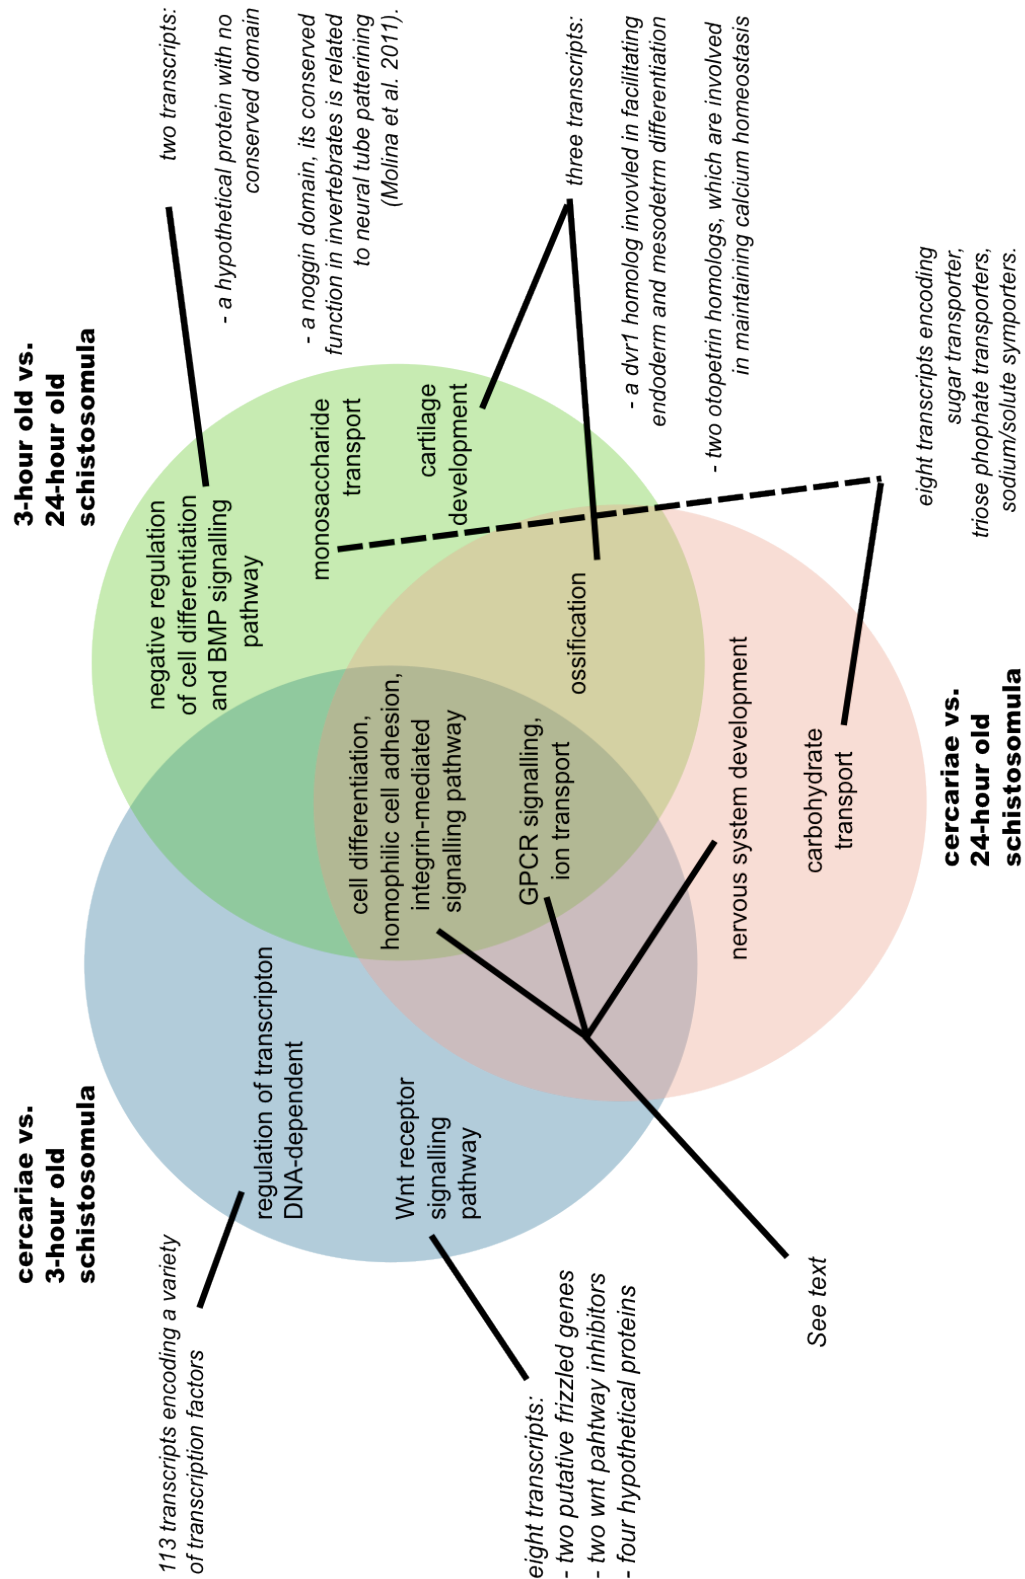 cercariae vs.
3-hour old
schistosomula
3-hour old vs.
24-hour old
schistosomula
113 transcripts encoding a variety
of transcription factors
regulation of transcripton
DNA-dependent
negative regulation
of cell differentiation
and BMP signalling
pathway
two transcripts:
- a hypothetical protein with no
conserved domain
- a noggin domain, its conserved
function in invertebrates is related
to neural tube patterining
(Molina et al. 2011).
monosaccharide
transport
cartilage
development
Wnt receptor
signalling
pathway
cell differentiation,
homophilic cell adhesion,
integrin-mediated
signalling pathway
GPCR signalling,
ion transport
ossification
three transcripts:
- a dvr1 homolog invovled in facilitating
endoderm and mesodetrm differentiation
- two otopetrin homologs, which are involved
in maintaining calcium homeostasis
eight transcripts:
- two putative frizzled genes
- two wnt pahtway inhibitors
- four hypothetical proteins
nervous system development
carbohydrate
transport
See text
eight transcripts encoding
sugar transporter,
triose phophate transporters,
sodium/solute symporters.
cercariae vs.
24-hour old
schistosomula